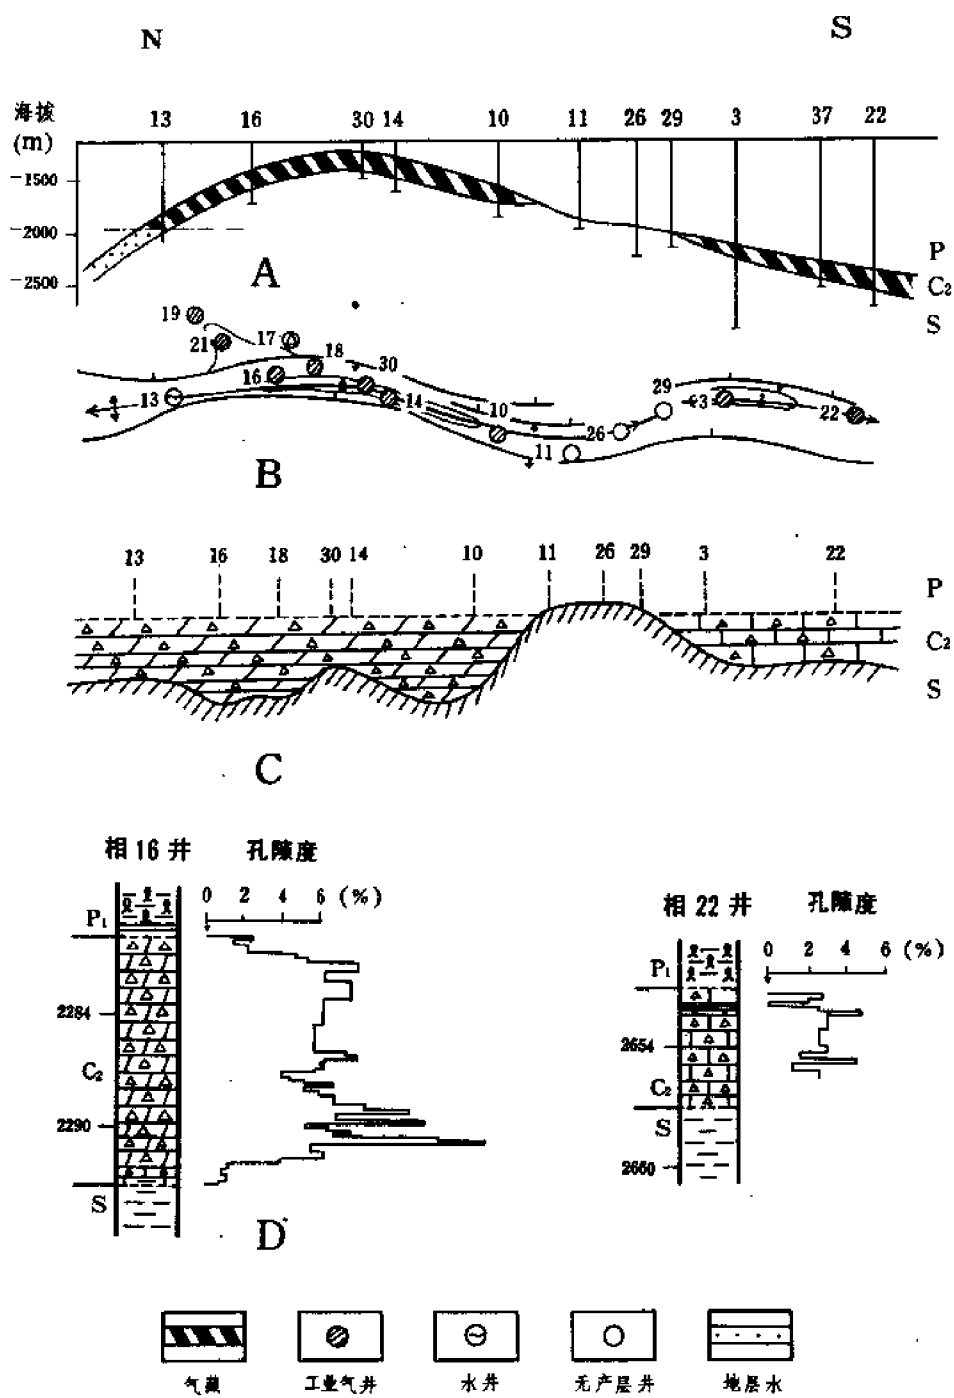 N S
海拔
(m)
13 16 30 14 10 11 26 29 3 37 22
-1500
-2000
-2500
P
C₂
S
A
19
21
17
18
16
30
13
14
10
11
26
29
3
22
B
13 16 18 30 14 10 11 26 29 3 22
P
C₂
S
C
相16井 孔隙度
0 2 4 6 (%)
P₁
2284
C₂
2290
S
D
相22井 孔隙度
0 2 4 6 (%)
P₁
2654
C₂
S
2660
气藏 工业气井 水井 无产层井 地层水